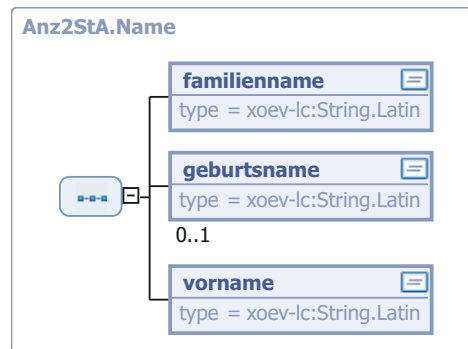 Anz2StA.Name
familienname
type = xoev-lc:String.Latin
geburtsname
type = xoev-lc:String.Latin
0..1
vorname
type = xoev-lc:String.Latin